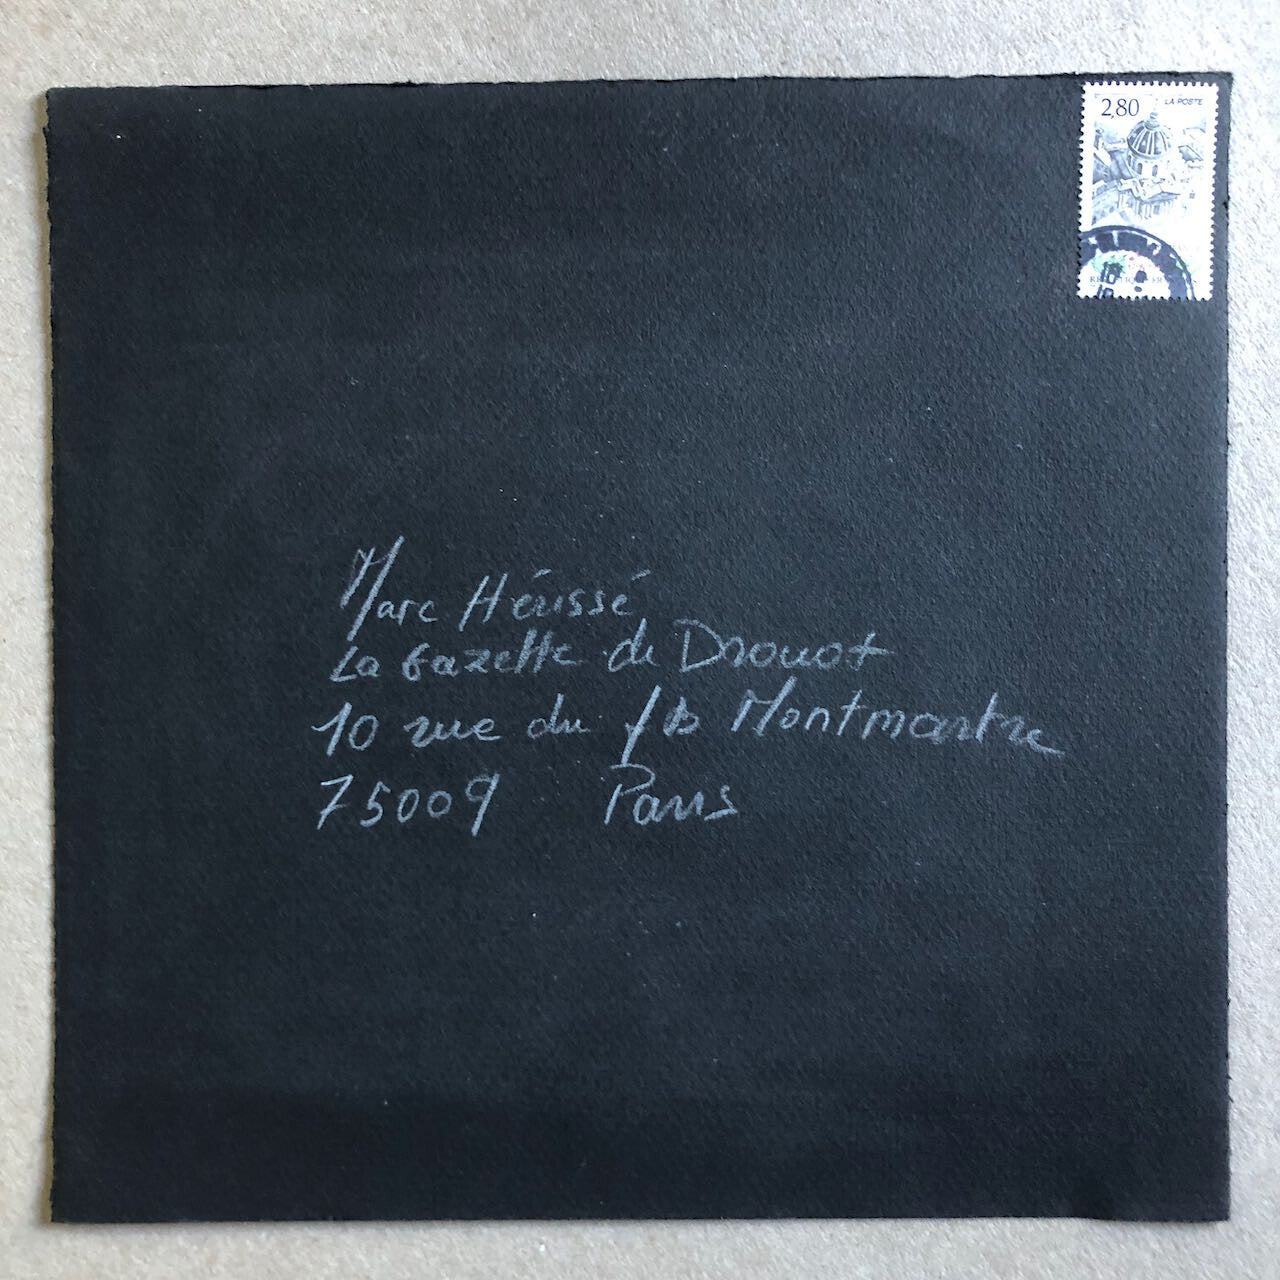 2,80 LA POSTE
Marc Hérissé
La Gazette de Drouot
10 rue du fb Montmartre
75009 Paris